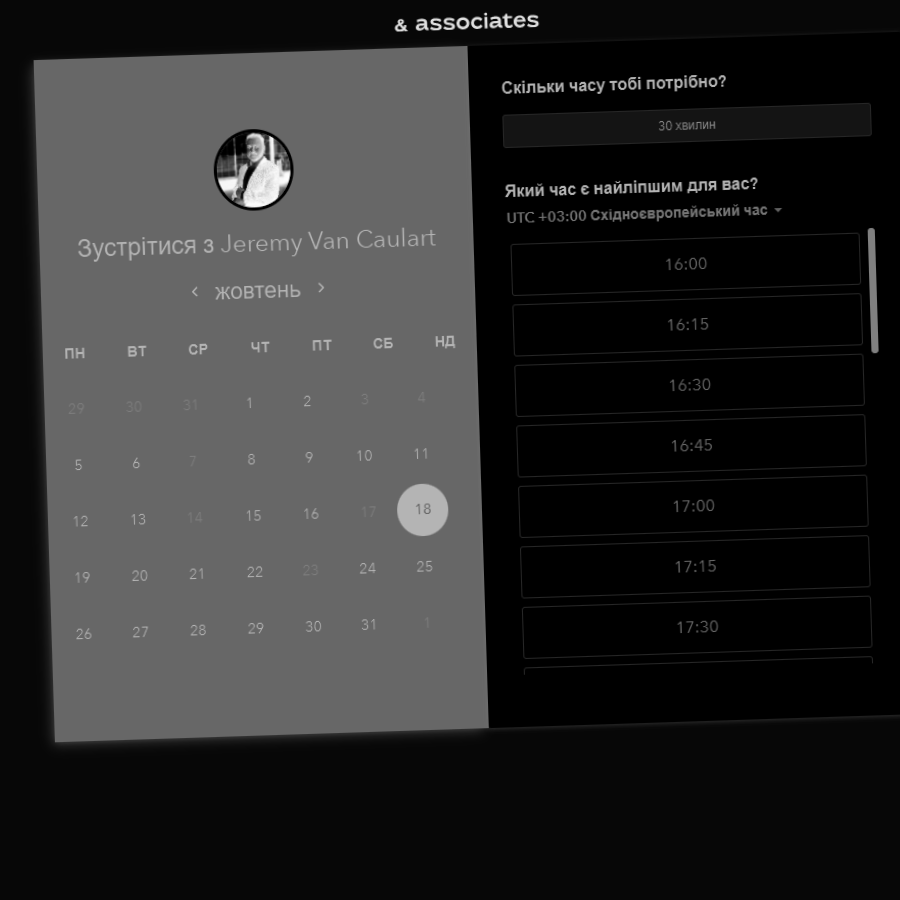 & associates
Зустрітися з Jeremy Van Caulart
‹ жовтень ›
ПН ВТ СР ЧТ ПТ СБ НД
29 30 31 1 2 3 4
5 6 7 8 9 10 11
12 13 14 15 16 17 18
19 20 21 22 23 24 25
26 27 28 29 30 31 1
Скільки часу тобі потрібно?
30 хвилин
Який час є найліпшим для вас?
UTC +03:00 Східноєвропейський час
16:00
16:15
16:30
16:45
17:00
17:15
17:30